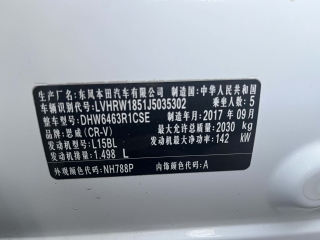 生产厂名：东风本田汽车有限公司 制造国：中华人民共和国
车辆识别代号：LVHRW1851J5035302 乘坐人数：5
整车型号：DHW6463R1CSE 制造年月：2017 年 09月
品牌：思威 (CR-V) 最大允许总质量：2030 kg
发动机型号：L15BL 发动机最大净功率：142 kW
发动机排量：1.498 L
外观颜色代码：NH788P 内饰颜色代码：A